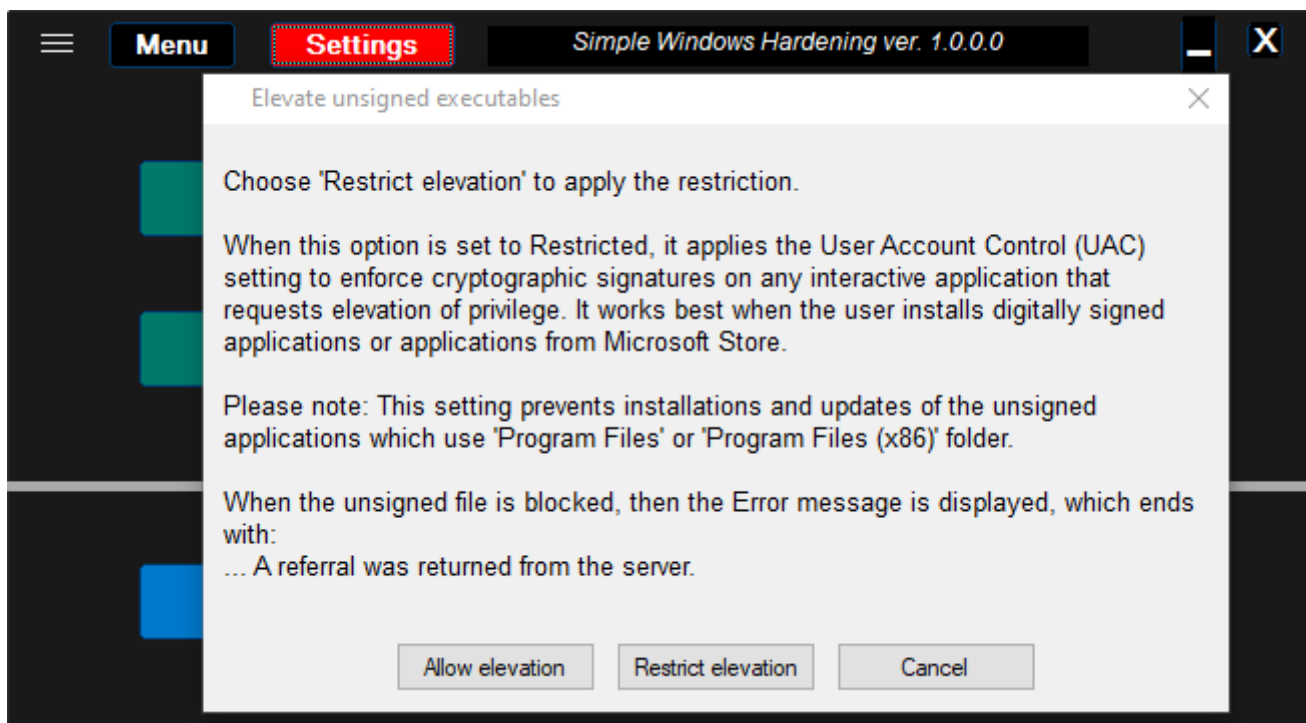 Menu
Settings
Simple Windows Hardening ver. 1.0.0.0
X
Elevate unsigned executables
Choose 'Restrict elevation' to apply the restriction.
When this option is set to Restricted, it applies the User Account Control (UAC)
setting to enforce cryptographic signatures on any interactive application that
requests elevation of privilege. It works best when the user installs digitally signed
applications or applications from Microsoft Store.
Please note: This setting prevents installations and updates of the unsigned
applications which use 'Program Files' or 'Program Files (x86)' folder.
When the unsigned file is blocked, then the Error message is displayed, which ends
with:
... A referral was returned from the server.
Allow elevation
Restrict elevation
Cancel